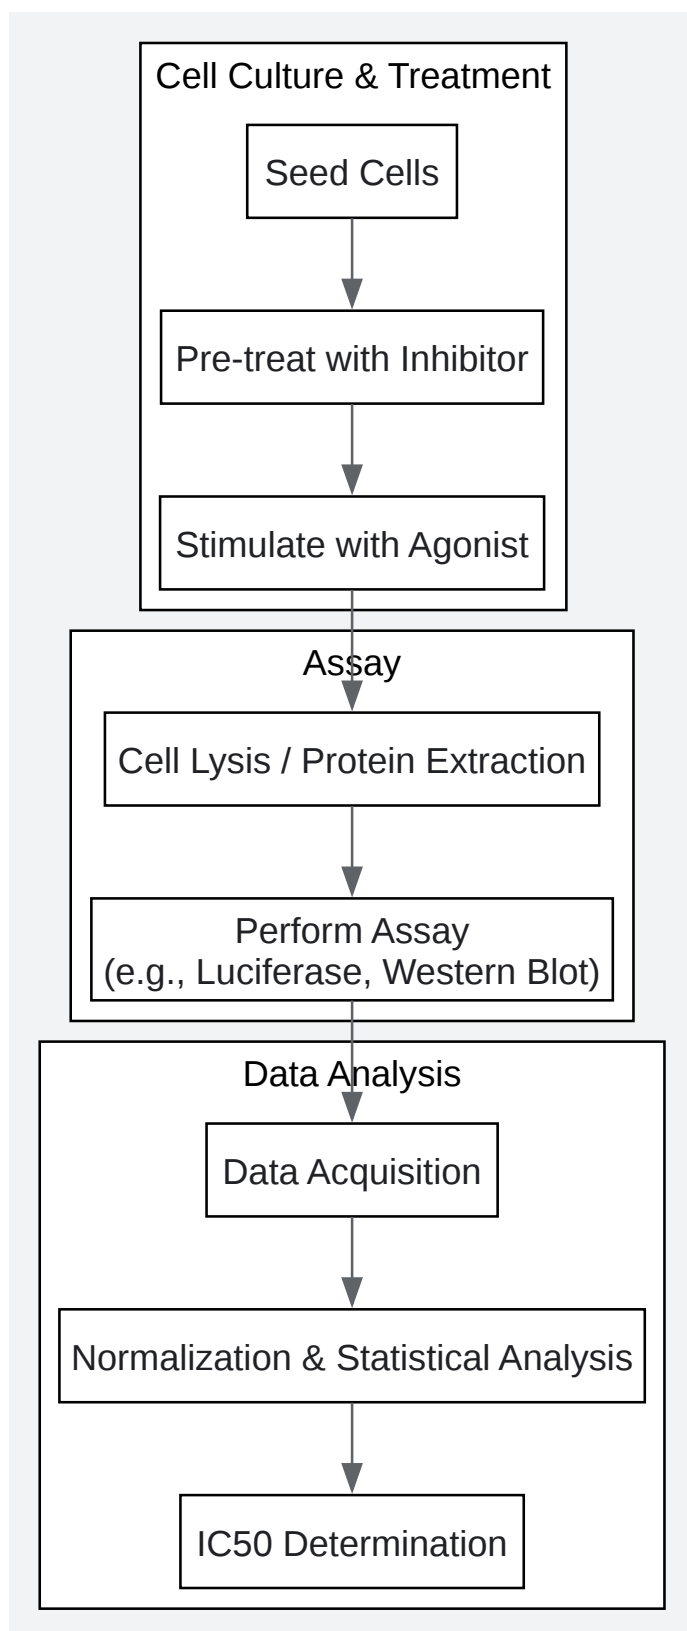 Cell Culture & Treatment
Seed Cells
Pre-treat with Inhibitor
Stimulate with Agonist
Assay
Cell Lysis / Protein Extraction
Perform Assay
(e.g., Luciferase, Western Blot)
Data Analysis
Data Acquisition
Normalization & Statistical Analysis
IC50 Determination